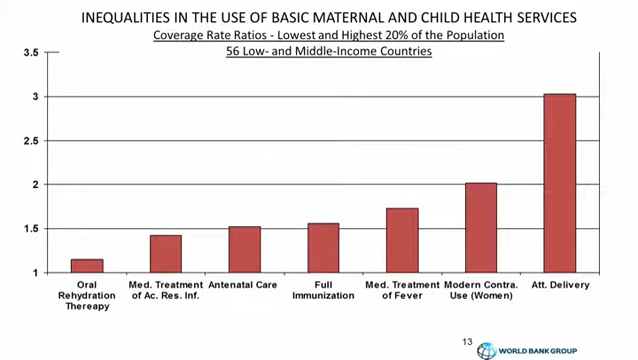 INEQUALITIES IN THE USE OF BASIC MATERNAL AND CHILD HEALTH SERVICES
Coverage Rate Ratios - Lowest and Highest 20% of the Population
56 Low- and Middle-Income Countries
3.5
3
2.5
2
1.5
1
Oral
Rehydration
Thereapy
Med. Treatment
of Ac. Res. Inf.
Antenatal Care
Full
Immunization
Med. Treatment
of Fever
Modern Contra.
Use (Women)
Att. Delivery
13
WORLD BANK GROUP